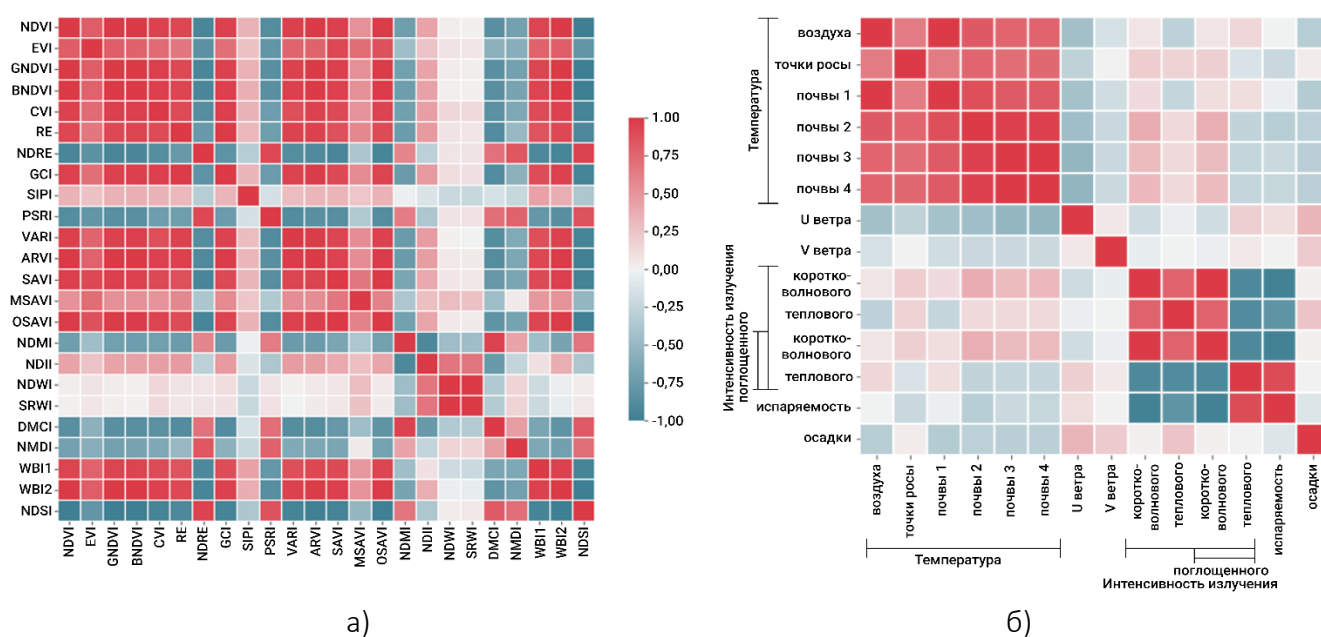 NDVI
EVI
GNDVI
BNDVI
CVI
RE
NDRE
GCI
SIPI
PSRI
VARI
ARVI
SAVI
MSAVI
OSAVI
NDMI
NDII
NDWI
SRWI
DMCI
NMDI
WBI1
WBI2
NDSI
NDVI EVI GNDVI BNDVI CVI RE NDRE GCI SIPI PSRI VARI ARVI SAVI MSAVI OSAVI NDMI NDII NDWI SRWI DMCI NMDI WBI1 WBI2 NDSI
1.00
0,75
0,50
0,25
0,00
-0,25
-0,50
-0,75
-1,00
а)
Температура
воздуха
точки росы
почвы 1
почвы 2
почвы 3
почвы 4
U ветра
V ветра
Интенсивность излучения
поглощенного
коротко-
волнового
теплового
коротко-
волнового
теплового
испаряемость
осадки
воздуха
точки росы
почвы 1
почвы 2
почвы 3
почвы 4
U ветра
V ветра
коротко-
волнового
теплового
коротко-
волнового
теплового
испаряемость
осадки
Температура
поглощенного
Интенсивность излучения
б)